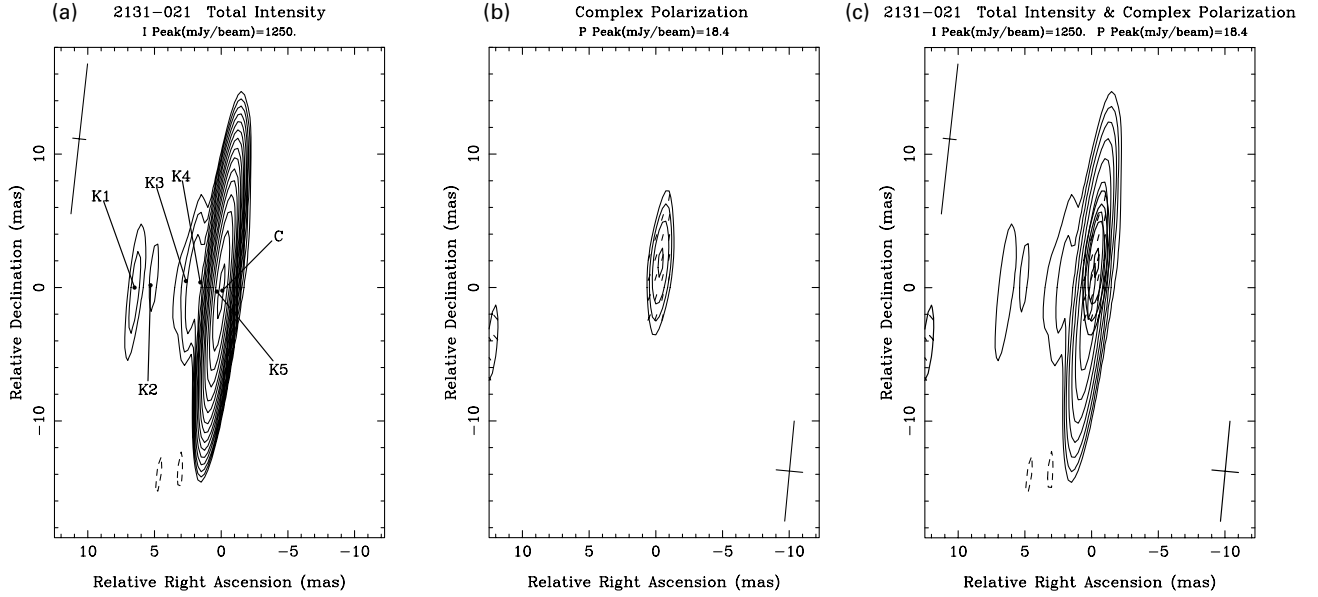 (a) 2131-021 Total Intensity
I Peak(mJy/beam)=1250.
K1
K3
K4
C
K2
K5
10
0
-10
Relative Declination (mas)
10 5 0 -5 -10
Relative Right Ascension (mas)
(b) Complex Polarization
P Peak(mJy/beam)=18.4
10
0
-10
Relative Declination (mas)
10 5 0 -5 -10
Relative Right Ascension (mas)
(c) 2131-021 Total Intensity & Complex Polarization
I Peak(mJy/beam)=1250. P Peak(mJy/beam)=18.4
10
0
-10
Relative Declination (mas)
10 5 0 -5 -10
Relative Right Ascension (mas)